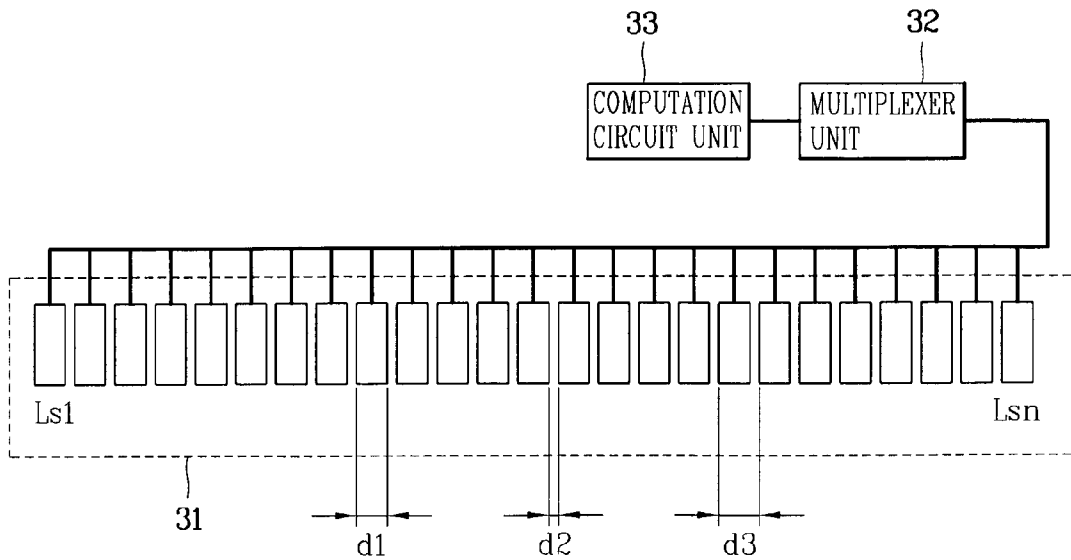 33
32
COMPUTATION
CIRCUIT UNIT
MULTIPLEXER
UNIT
Ls1
Lsn
31
d1
d2
d3